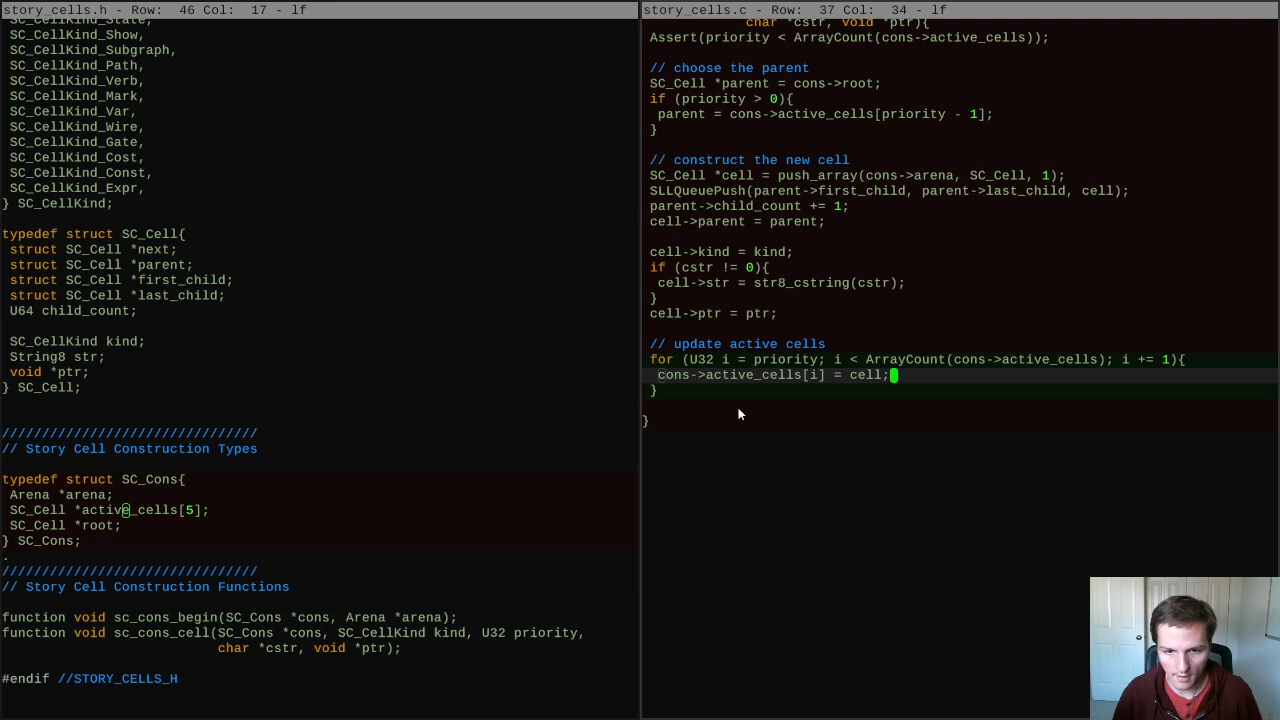 story_cells.h - Row:  46 Col:  17 - lf
SC_CellKind_State,
SC_CellKind_Show,
SC_CellKind_Subgraph,
SC_CellKind_Path,
SC_CellKind_Verb,
SC_CellKind_Mark,
SC_CellKind_Var,
SC_CellKind_Wire,
SC_CellKind_Gate,
SC_CellKind_Cost,
SC_CellKind_Const,
SC_CellKind_Expr,
} SC_CellKind;
typedef struct SC_Cell{
struct SC_Cell *next;
struct SC_Cell *parent;
struct SC_Cell *first_child;
struct SC_Cell *last_child;
U64 child_count;
SC_CellKind kind;
String8 str;
void *ptr;
} SC_Cell;
////////////////////////////////
// Story Cell Construction Types
typedef struct SC_Cons{
Arena *arena;
SC_Cell *active_cells[5];
SC_Cell *root;
} SC_Cons;
.
////////////////////////////////
// Story Cell Construction Functions
function void sc_cons_begin(SC_Cons *cons, Arena *arena);
function void sc_cons_cell(SC_Cons *cons, SC_CellKind kind, U32 priority,
char *cstr, void *ptr);
#endif //STORY_CELLS_H
story_cells.c - Row:  37 Col:  34 - lf
char *cstr, void *ptr){
Assert(priority < ArrayCount(cons->active_cells));
// choose the parent
SC_Cell *parent = cons->root;
if (priority > 0){
parent = cons->active_cells[priority - 1];
}
// construct the new cell
SC_Cell *cell = push_array(cons->arena, SC_Cell, 1);
SLLQueuePush(parent->first_child, parent->last_child, cell);
parent->child_count += 1;
cell->parent = parent;
cell->kind = kind;
if (cstr != 0){
cell->str = str8_cstring(cstr);
}
cell->ptr = ptr;
// update active cells
for (U32 i = priority; i < ArrayCount(cons->active_cells); i += 1){
cons->active_cells[i] = cell;
}
}